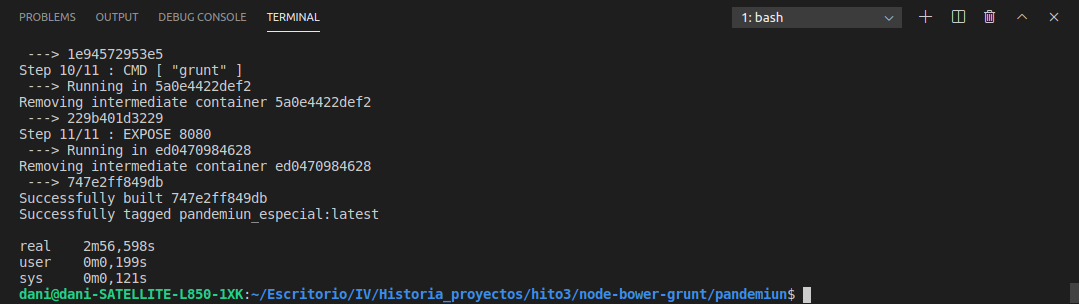 PROBLEMS OUTPUT DEBUG CONSOLE TERMINAL 1: bash
---> 1e94572953e5
Step 10/11 : CMD [ "grunt" ]
---> Running in 5a0e4422def2
Removing intermediate container 5a0e4422def2
---> 229b401d3229
Step 11/11 : EXPOSE 8080
---> Running in ed0470984628
Removing intermediate container ed0470984628
---> 747e2ff849db
Successfully built 747e2ff849db
Successfully tagged pandemiun_especial:latest
real 2m56,598s
user 0m0,199s
sys 0m0,121s
dani@dani-SATELLITE-L850-1XK:~/Escritorio/IV/Historia_proyectos/hito3/node-bower-grunt/pandemiun$